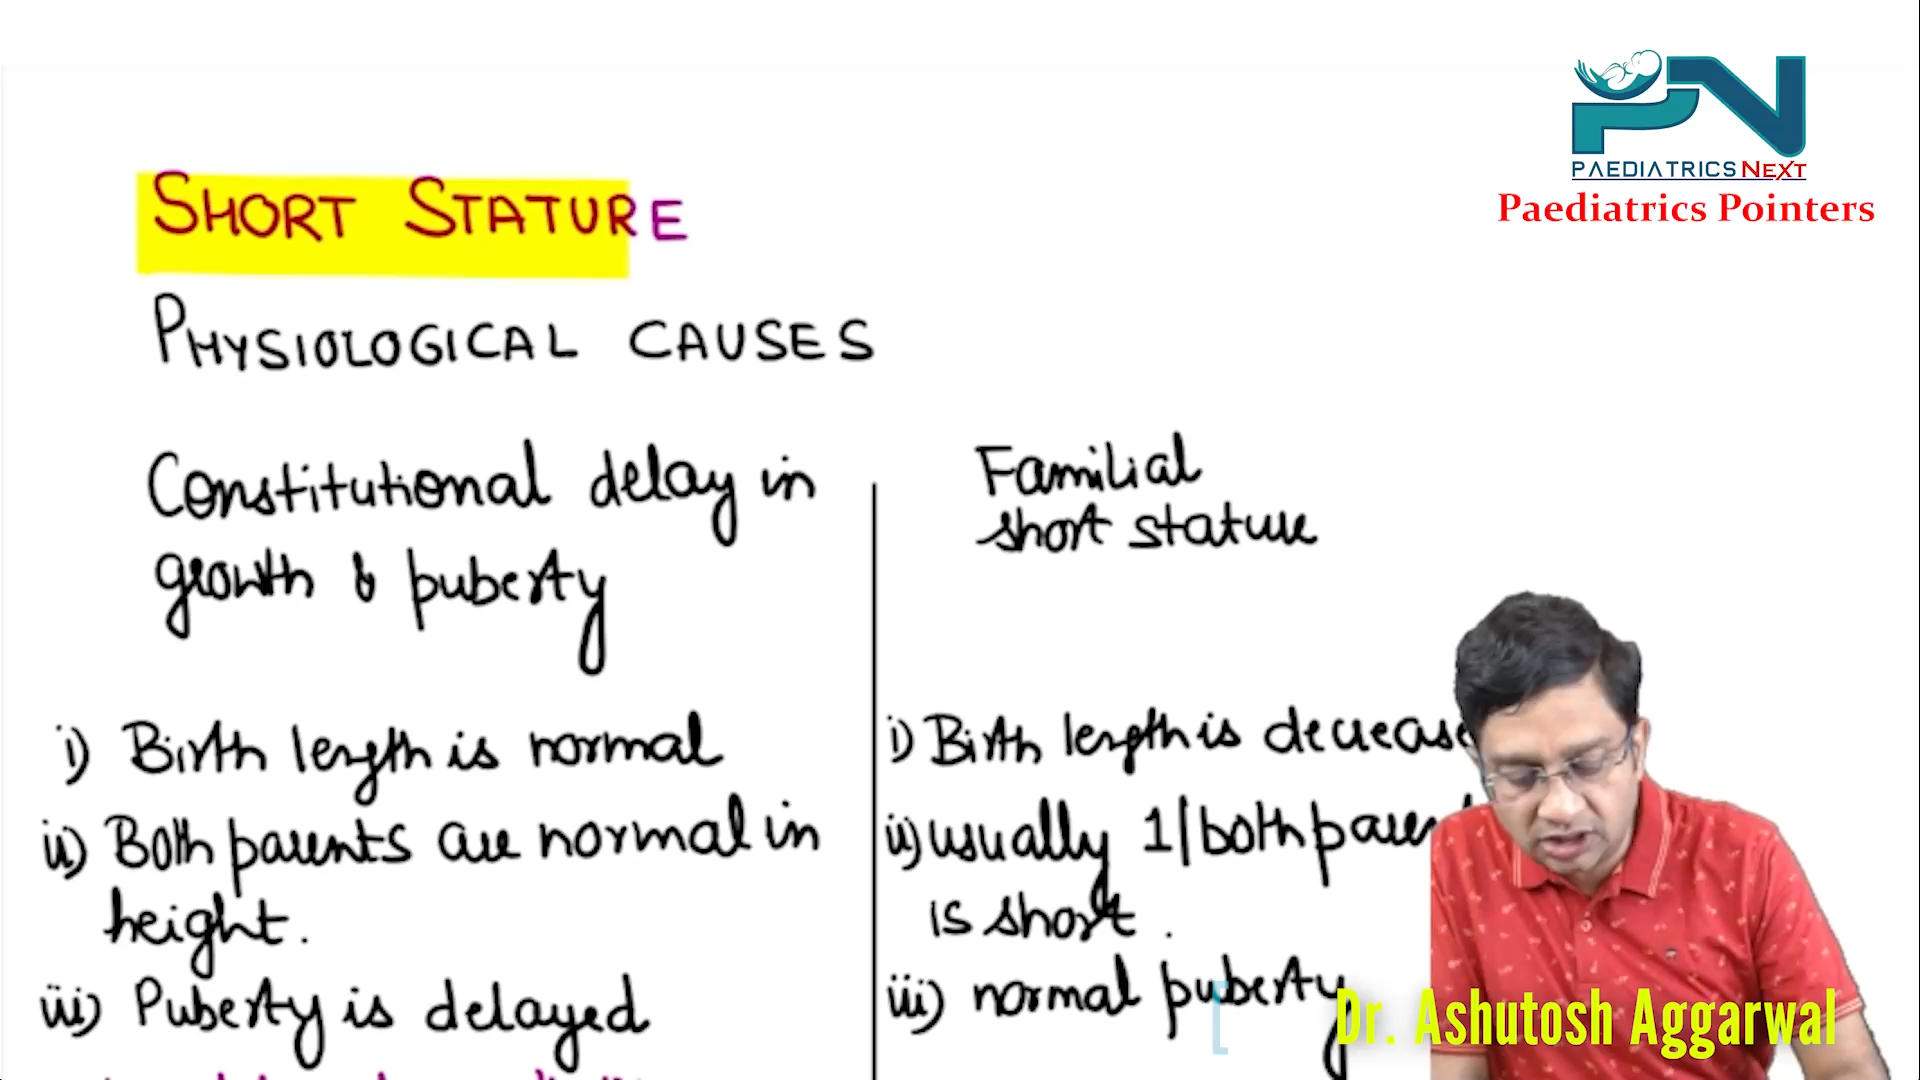 PAEDIATRICS NEXT
Paediatrics Pointers
SHORT STATURE
PHYSIOLOGICAL CAUSES
Constitutional delay in
growth & puberty
i) Birth length is normal
ii) Both parents are normal in
height.
iii) Puberty is delayed
Familial
short stature
i) Birth length is decrease
ii) usually 1/both paren
is short.
iii) normal puberty
Dr. Ashutosh Aggarwal